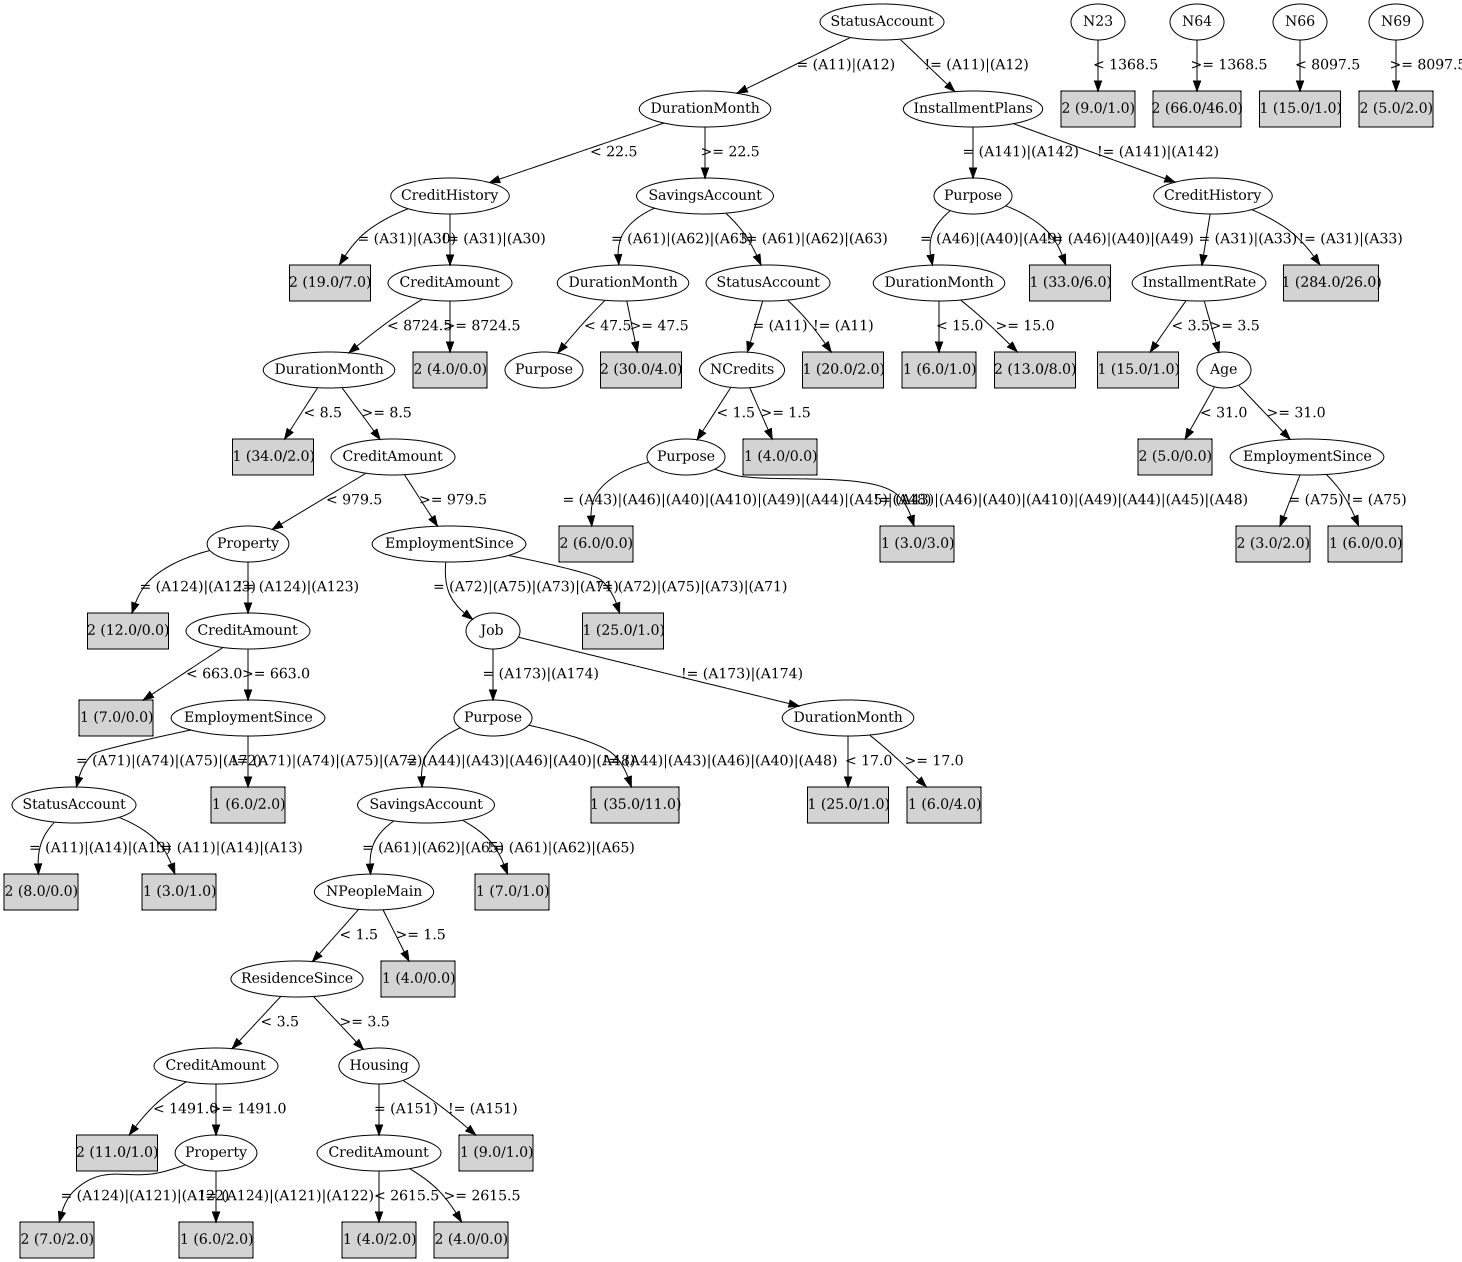 StatusAccount
N23
N64
N66
N69
= (A11)|(A12)
!= (A11)|(A12)
< 1368.5
>= 1368.5
< 8097.5
>= 8097.5
DurationMonth
InstallmentPlans
2 (9.0/1.0)
2 (66.0/46.0)
1 (15.0/1.0)
2 (5.0/2.0)
< 22.5
>= 22.5
= (A141)|(A142)
!= (A141)|(A142)
CreditHistory
SavingsAccount
Purpose
CreditHistory
= (A31)|(A30)
!= (A31)|(A30)
= (A61)|(A62)|(A63)
!= (A61)|(A62)|(A63)
= (A46)|(A40)|(A49)
!= (A46)|(A40)|(A49)
= (A31)|(A33)
!= (A31)|(A33)
2 (19.0/7.0)
CreditAmount
DurationMonth
StatusAccount
DurationMonth
1 (33.0/6.0)
InstallmentRate
1 (284.0/26.0)
< 8724.5
>= 8724.5
< 47.5
>= 47.5
= (A11)
!= (A11)
< 15.0
>= 15.0
< 3.5
>= 3.5
DurationMonth
2 (4.0/0.0)
Purpose
2 (30.0/4.0)
NCredits
1 (20.0/2.0)
1 (6.0/1.0)
2 (13.0/8.0)
1 (15.0/1.0)
Age
< 8.5
>= 8.5
< 1.5
>= 1.5
< 31.0
>= 31.0
1 (34.0/2.0)
CreditAmount
Purpose
1 (4.0/0.0)
2 (5.0/0.0)
EmploymentSince
< 979.5
>= 979.5
= (A43)|(A46)|(A40)|(A410)|(A49)|(A44)|(A45)|(A48)
!= (A43)|(A46)|(A40)|(A410)|(A49)|(A44)|(A45)|(A48)
= (A75)
!= (A75)
Property
EmploymentSince
2 (6.0/0.0)
1 (3.0/3.0)
2 (3.0/2.0)
1 (6.0/0.0)
= (A124)|(A123)
!= (A124)|(A123)
= (A72)|(A75)|(A73)|(A71)
!= (A72)|(A75)|(A73)|(A71)
2 (12.0/0.0)
CreditAmount
Job
1 (25.0/1.0)
< 663.0
>= 663.0
= (A173)|(A174)
!= (A173)|(A174)
1 (7.0/0.0)
EmploymentSince
Purpose
DurationMonth
= (A71)|(A74)|(A75)|(A72)
!= (A71)|(A74)|(A75)|(A72)
= (A44)|(A43)|(A46)|(A40)|(A48)
!= (A44)|(A43)|(A46)|(A40)|(A48)
< 17.0
>= 17.0
StatusAccount
1 (6.0/2.0)
SavingsAccount
1 (35.0/11.0)
1 (25.0/1.0)
1 (6.0/4.0)
= (A11)|(A14)|(A13)
!= (A11)|(A14)|(A13)
= (A61)|(A62)|(A65)
!= (A61)|(A62)|(A65)
2 (8.0/0.0)
1 (3.0/1.0)
NPeopleMain
1 (7.0/1.0)
< 1.5
>= 1.5
ResidenceSince
1 (4.0/0.0)
< 3.5
>= 3.5
CreditAmount
Housing
< 1491.0
>= 1491.0
= (A151)
!= (A151)
2 (11.0/1.0)
Property
CreditAmount
1 (9.0/1.0)
= (A124)|(A121)|(A122)
!= (A124)|(A121)|(A122)
< 2615.5
>= 2615.5
2 (7.0/2.0)
1 (6.0/2.0)
1 (4.0/2.0)
2 (4.0/0.0)